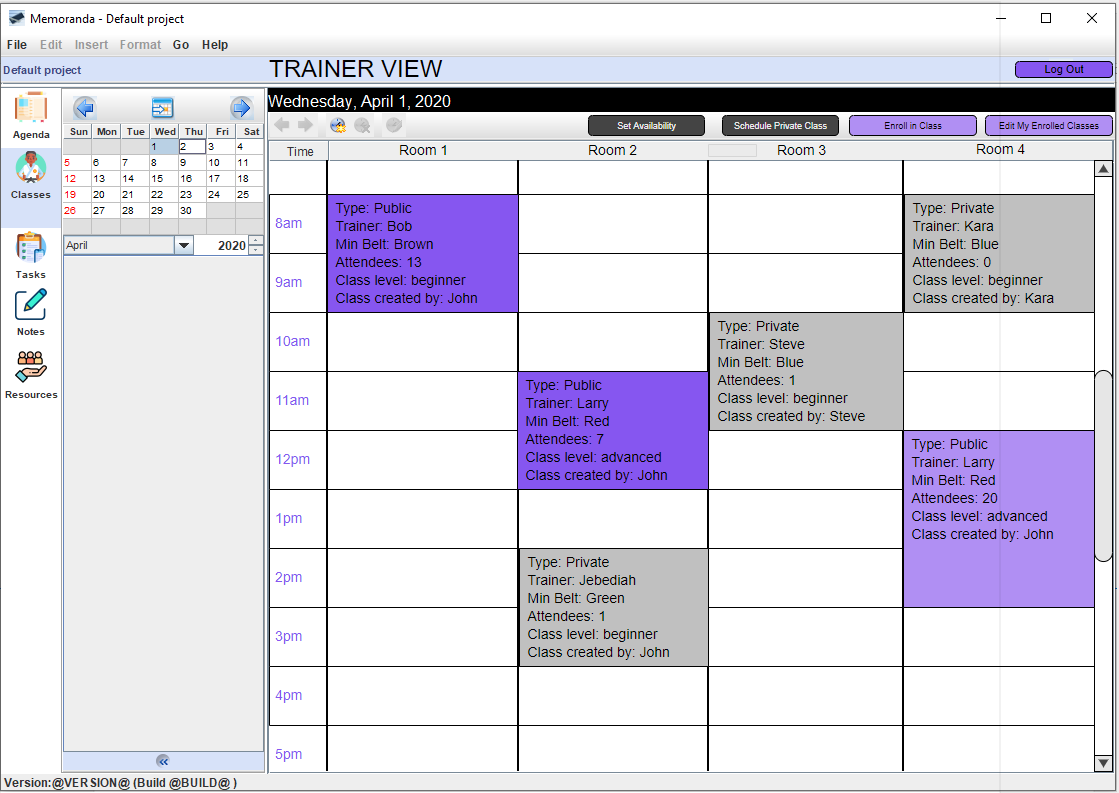 Memoranda - Default project
File Edit Insert Format Go Help
Default project
TRAINER VIEW
Log Out
Agenda
Classes
Tasks
Notes
Resources
Sun Mon Tue Wed Thu Fri Sat
1 2 3 4
5 6 7 8 9 10 11
12 13 14 15 16 17 18
19 20 21 22 23 24 25
26 27 28 29 30
April 2020
Wednesday, April 1, 2020
Set Availability Schedule Private Class Enroll in Class Edit My Enrolled Classes
Time Room 1 Room 2 Room 3 Room 4
8am
9am
10am
11am
12pm
1pm
2pm
3pm
4pm
5pm
Type: Public
Trainer: Bob
Min Belt: Brown
Attendees: 13
Class level: beginner
Class created by: John
Type: Public
Trainer: Larry
Min Belt: Red
Attendees: 7
Class level: advanced
Class created by: John
Type: Private
Trainer: Jebediah
Min Belt: Green
Attendees: 1
Class level: beginner
Class created by: John
Type: Private
Trainer: Steve
Min Belt: Blue
Attendees: 1
Class level: beginner
Class created by: Steve
Type: Private
Trainer: Kara
Min Belt: Blue
Attendees: 0
Class level: beginner
Class created by: Kara
Type: Public
Trainer: Larry
Min Belt: Red
Attendees: 20
Class level: advanced
Class created by: John
Version:@VERSION@ (Build @BUILD@ )